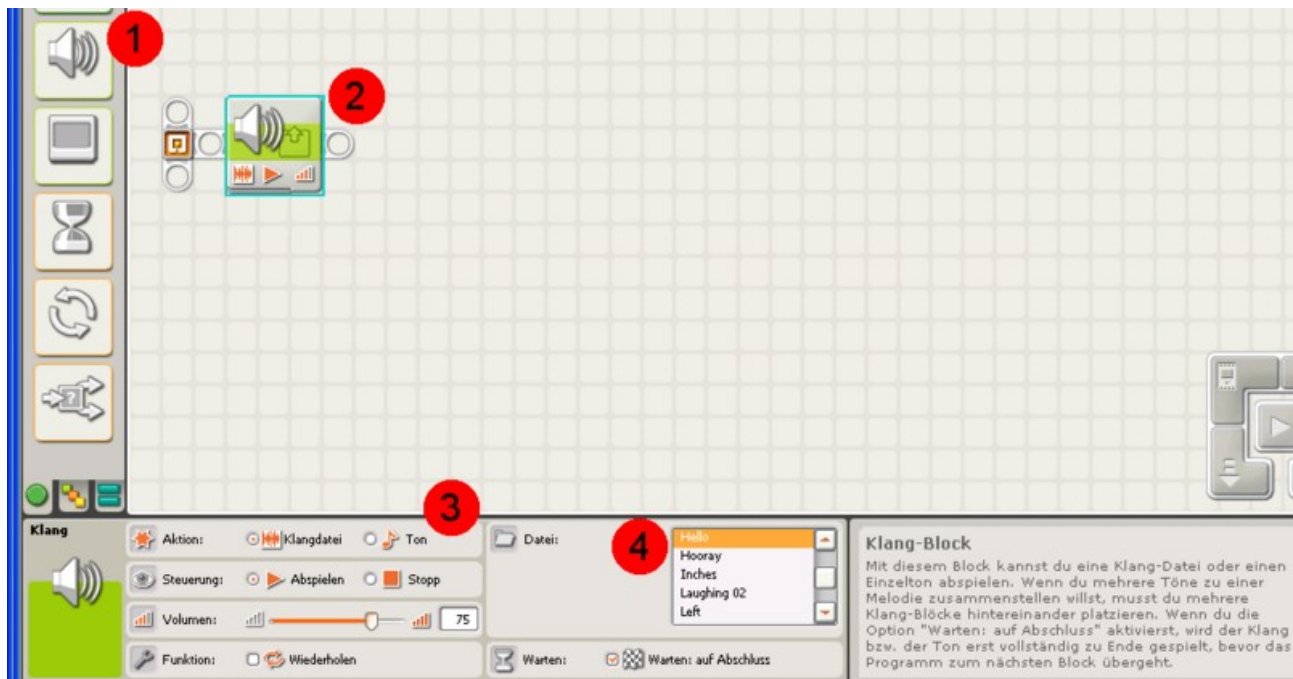 1
2
3
4
Klang
Aktion: Klangdatei Ton
Steuerung: Abspielen Stopp
Volumen: 75
Funktion: Wiederholen
Datei:
Hello
Hooray
Inches
Laughing 02
Left
Warten: Warten: auf Abschluss
Klang-Block
Mit diesem Block kannst du eine Klang-Datei oder einen
Einzelton abspielen. Wenn du mehrere Töne zu einer
Melodie zusammenstellen willst, musst du mehrere
Klang-Blöcke hintereinander platzieren. Wenn du die
Option "Warten: auf Abschluss" aktivierst, wird der Klang
bzw. der Ton erst vollständig zu Ende gespielt, bevor das
Programm zum nächsten Block übergeht.